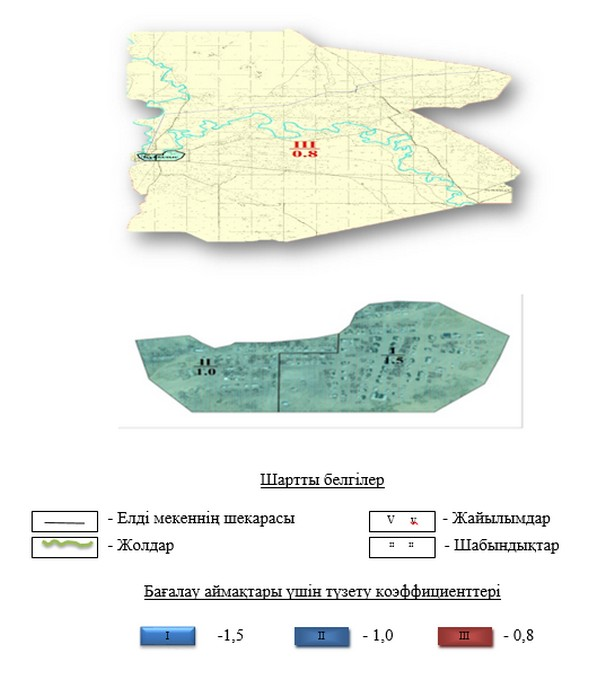 III
0.8
II
1.0
I
1.5
Шартты белгілер
- Елді мекеннің шекарасы
V v - Жайылымдар
- Жолдар
" " - Шабындықтар
Бағалау аймақтары үшін түзету коэффициенттері
I -1,5 II - 1,0 III - 0,8